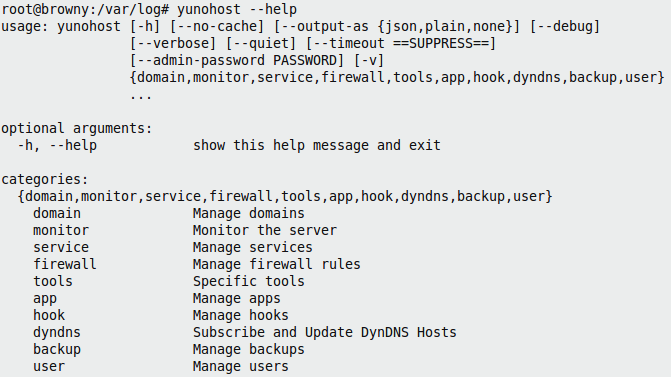 root@browny:/var/log# yunohost --help
usage: yunohost [-h] [--no-cache] [--output-as {json,plain,none}] [--debug]
                [--verbose] [--quiet] [--timeout ==SUPPRESS==]
                [--admin-password PASSWORD] [-v]
                {domain,monitor,service,firewall,tools,app,hook,dyndns,backup,user}
                ...

optional arguments:
  -h, --help            show this help message and exit

categories:
  {domain,monitor,service,firewall,tools,app,hook,dyndns,backup,user}
    domain              Manage domains
    monitor             Monitor the server
    service             Manage services
    firewall            Manage firewall rules
    tools               Specific tools
    app                 Manage apps
    hook                Manage hooks
    dyndns              Subscribe and Update DynDNS Hosts
    backup              Manage backups
    user                Manage users